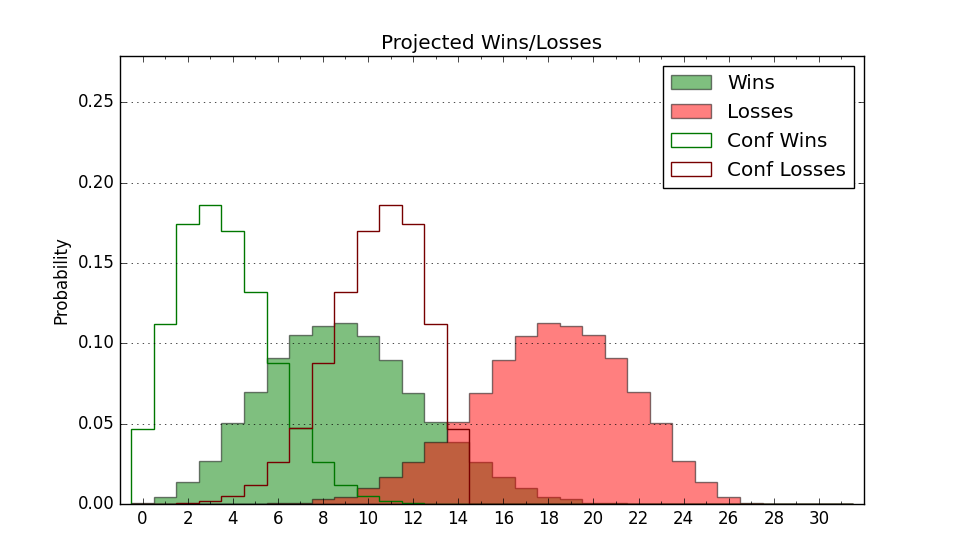 Projected Wins/Losses
Wins
Losses
Conf Wins
Conf Losses
Probability
0.25
0.20
0.15
0.10
0.05
0.00
0 2 4 6 8 10 12 14 16 18 20 22 24 26 28 30